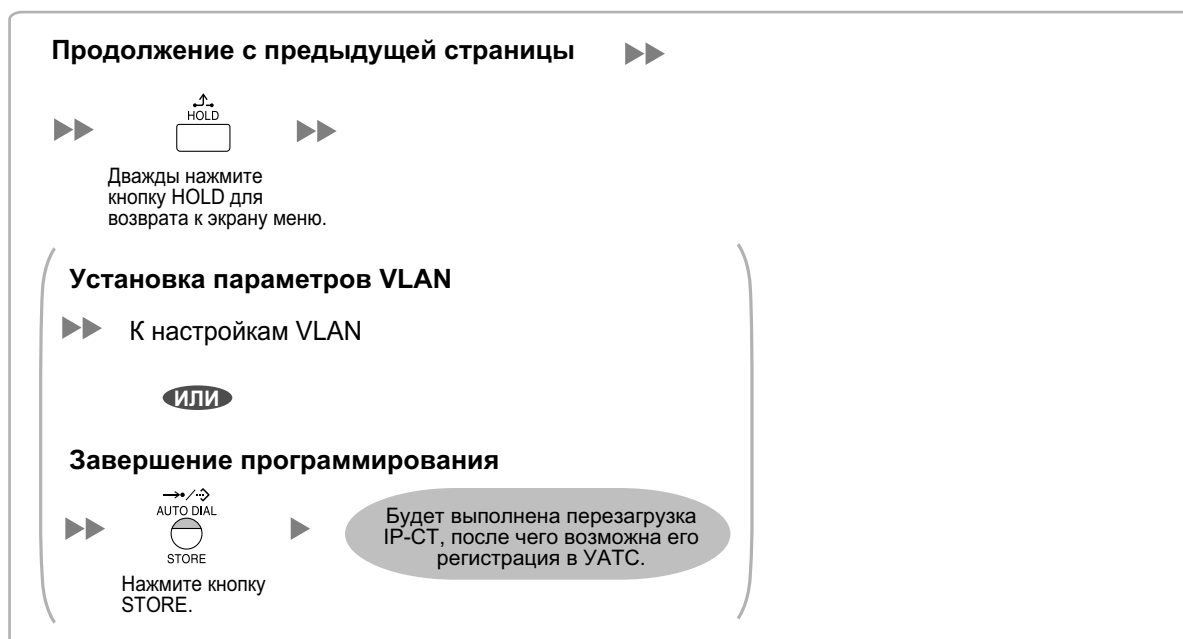 Продолжение с предыдущей страницы
HOLD
Дважды нажмите
кнопку HOLD для
возврата к экрану меню.
Установка параметров VLAN
К настройкам VLAN
ИЛИ
Завершение программирования
AUTO DIAL
STORE
Нажмите кнопку
STORE.
Будет выполнена перезагрузка
IP-СТ, после чего возможна его
регистрация в УАТС.